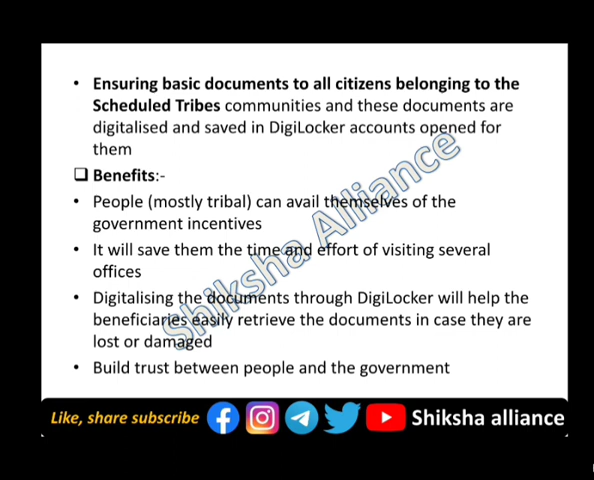 • Ensuring basic documents to all citizens belonging to the
Scheduled Tribes communities and these documents are
digitalised and saved in DigiLocker accounts opened for
them
❑ Benefits:-
• People (mostly tribal) can avail themselves of the
government incentives
• It will save them the time and effort of visiting several
offices
• Digitalising the documents through DigiLocker will help the
beneficiaries easily retrieve the documents in case they are
lost or damaged
• Build trust between people and the government
Shiksha Alliance
Like, share subscribe Shiksha alliance